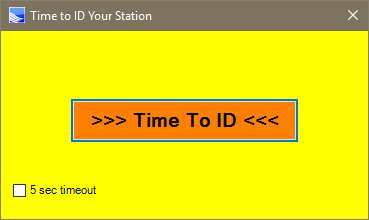 Time to ID Your Station
>>> Time To ID <<<
5 sec timeout